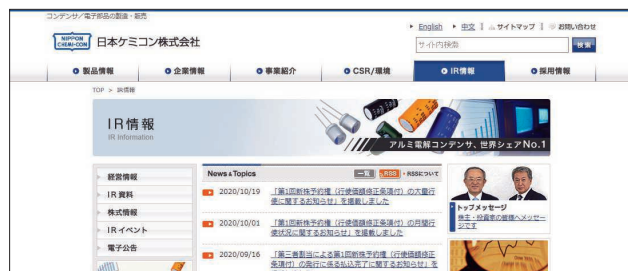 コンデンサ／電子部品の製造・販売
English 中文 サイトマップ お問い合わせ
NIPPON CHEMI-CON 日本ケミコン株式会社
サイト内検索 検索
製品情報 企業情報 事業紹介 CSR/環境 IR情報 採用情報
TOP > IR情報
IR情報
IR Information
アルミ電解コンデンサ、世界シェアNo.1
経営情報
IR資料
株式情報
IRイベント
電子公告
News & Topics 一覧 RSS RSSについて
2020/10/19 「第1回新株予約権（行使価額修正条項付）の大量行
使に関するお知らせ」を掲載しました
2020/10/01 「第1回新株予約権（行使価額修正条項付）の月間行
使状況に関するお知らせ」を掲載しました
2020/09/16 「第三者割当による第1回新株予約権（行使価額修正
条項付）の発行に係る払込完了に関するお知らせ」を
トップメッセージ
株主・投資家の皆様へメッセー
ジです